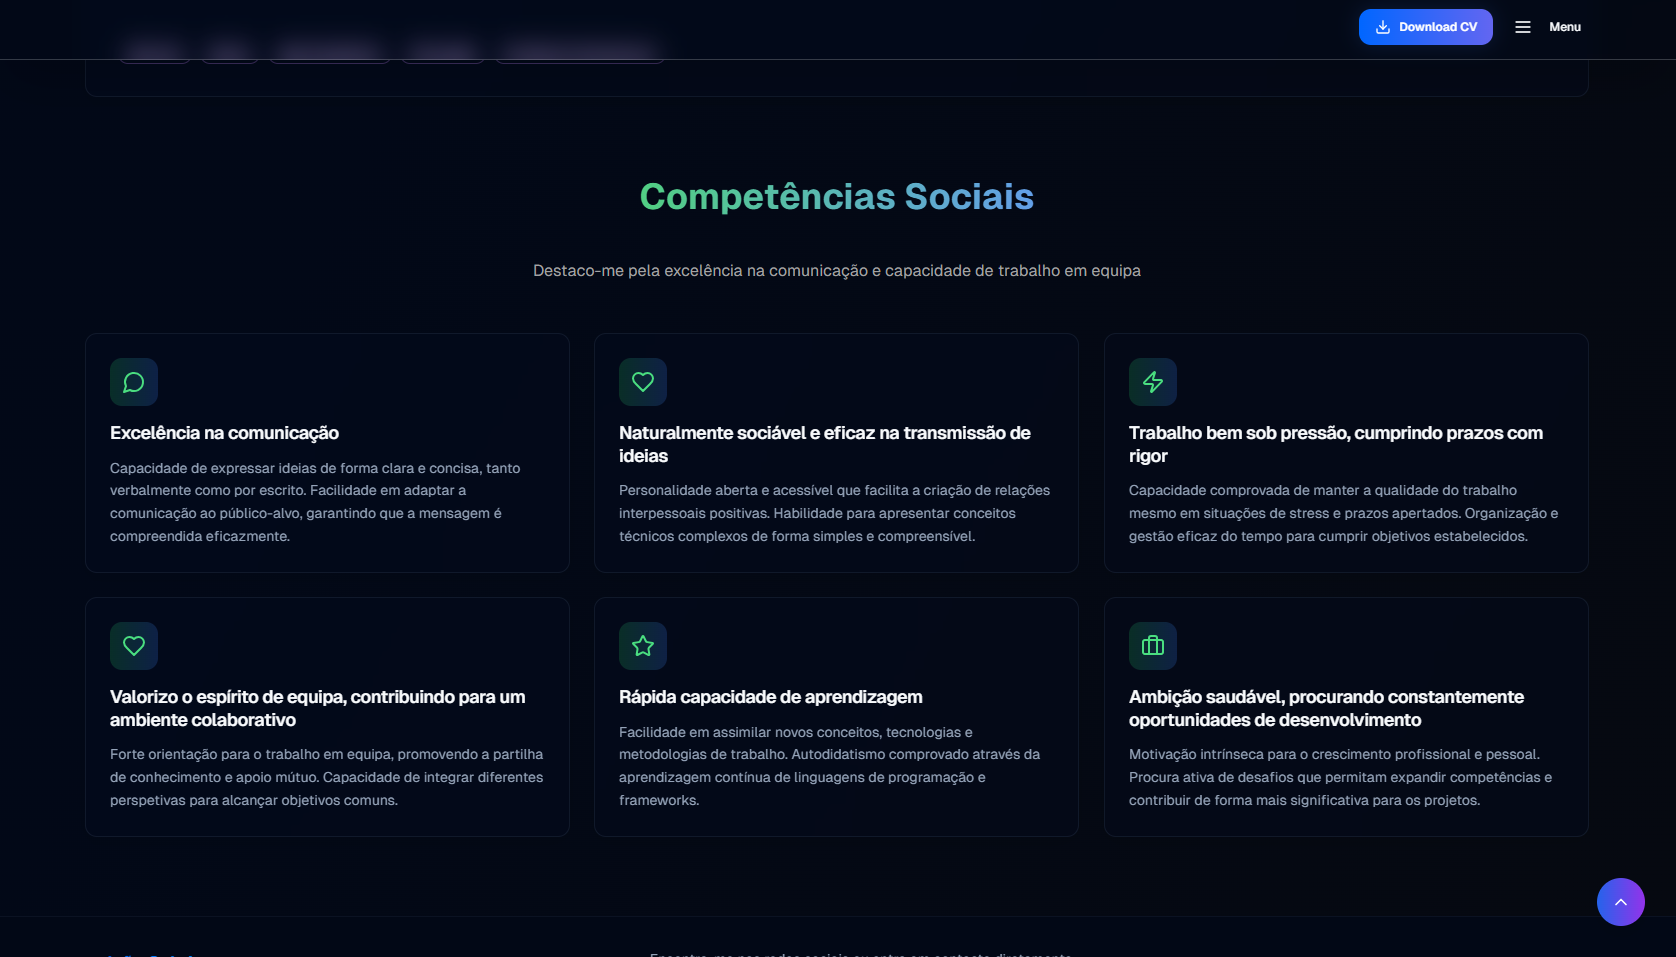 Download CV
Menu
Competências Sociais
Destaco-me pela excelência na comunicação e capacidade de trabalho em equipa
Excelência na comunicação
Capacidade de expressar ideias de forma clara e concisa, tanto
verbalmente como por escrito. Facilidade em adaptar a
comunicação ao público-alvo, garantindo que a mensagem é
compreendida eficazmente.
Naturalmente sociável e eficaz na transmissão de
ideias
Personalidade aberta e acessível que facilita a criação de relações
interpessoais positivas. Habilidade para apresentar conceitos
técnicos complexos de forma simples e compreensível.
Trabalho bem sob pressão, cumprindo prazos com
rigor
Capacidade comprovada de manter a qualidade do trabalho
mesmo em situações de stress e prazos apertados. Organização e
gestão eficaz do tempo para cumprir objetivos estabelecidos.
Valorizo o espírito de equipa, contribuindo para um
ambiente colaborativo
Forte orientação para o trabalho em equipa, promovendo a partilha
de conhecimento e apoio mútuo. Capacidade de integrar diferentes
perspetivas para alcançar objetivos comuns.
Rápida capacidade de aprendizagem
Facilidade em assimilar novos conceitos, tecnologias e
metodologias de trabalho. Autodidatismo comprovado através da
aprendizagem contínua de linguagens de programação e
frameworks.
Ambição saudável, procurando constantemente
oportunidades de desenvolvimento
Motivação intrínseca para o crescimento profissional e pessoal.
Procura ativa de desafios que permitam expandir competências e
contribuir de forma mais significativa para os projetos.